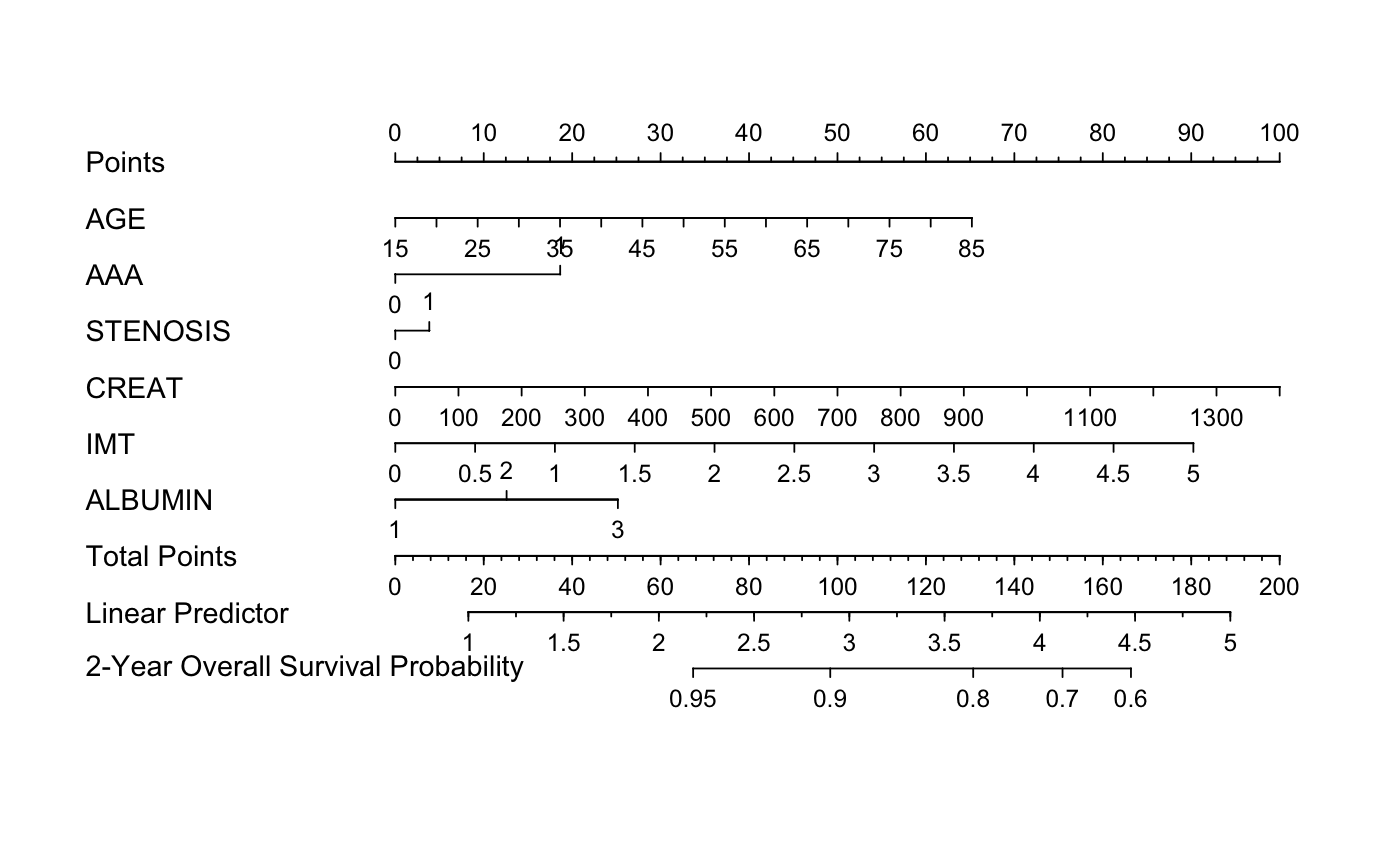 0 10 20 30 40 50 60 70 80 90 100
Points
AGE
15 25 35 45 55 65 75 85
1
AAA
0 1
STENOSIS
0
CREAT
0 100 200 300 400 500 600 700 800 900 1100 1300
IMT
0 0.5 2 1 1.5 2 2.5 3 3.5 4 4.5 5
ALBUMIN
1 3
Total Points
0 20 40 60 80 100 120 140 160 180 200
Linear Predictor
1 1.5 2 2.5 3 3.5 4 4.5 5
2-Year Overall Survival Probability
0.95 0.9 0.8 0.7 0.6